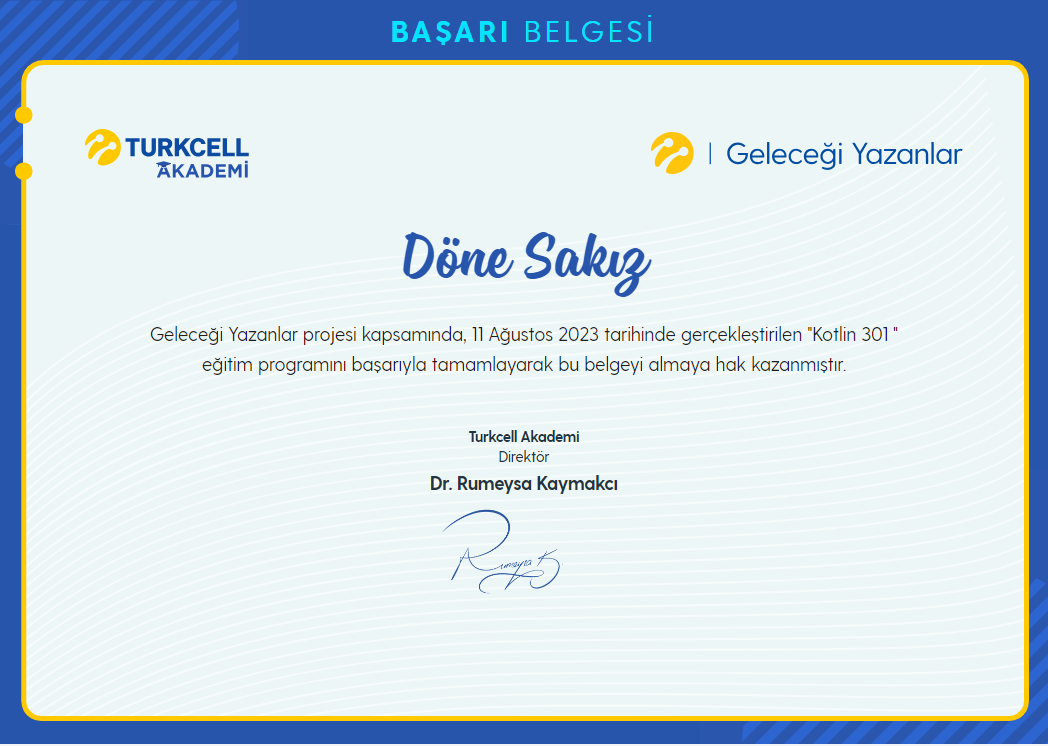 BAŞARI BELGESİ
TURKCELL
AKADEMİ
| Geleceği Yazanlar
Döne Sakız
Geleceği Yazanlar projesi kapsamında, 11 Ağustos 2023 tarihinde gerçekleştirilen "Kotlin 301 "
eğitim programını başarıyla tamamlayarak bu belgeyi almaya hak kazanmıştır.
Turkcell Akademi
Direktör
Dr. Rumeysa Kaymakcı
Rumeysa K